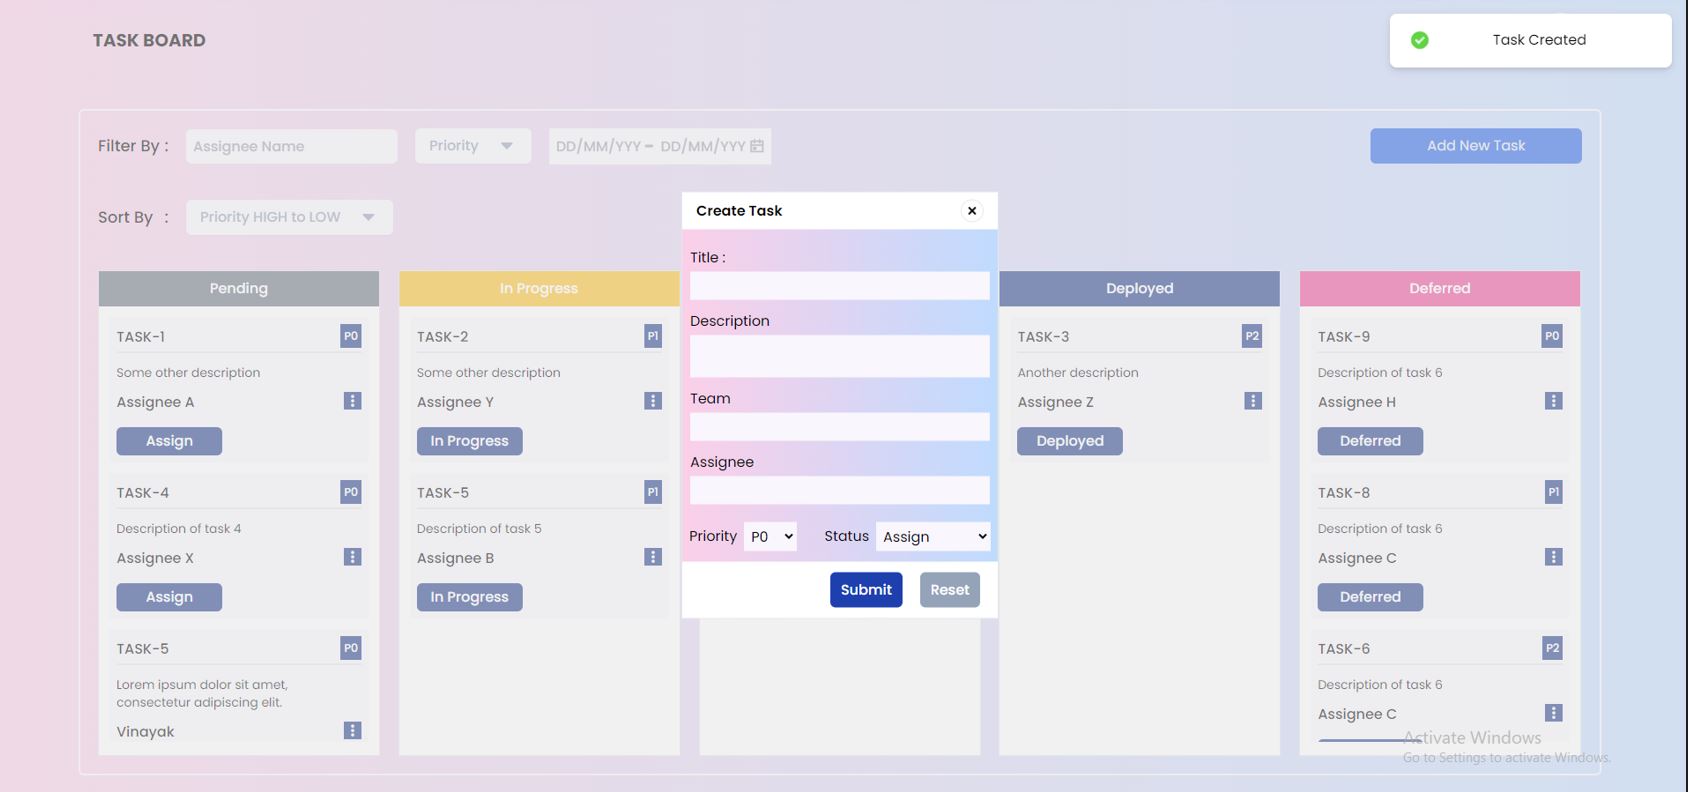 TASK BOARD
Task Created
Filter By :
Assignee Name
Priority
DD/MM/YYY – DD/MM/YYY
Add New Task
Sort By :
Priority HIGH to LOW
Create Task
Title :
Description
Team
Assignee
Priority P0 Status Assign
Submit Reset
Pending
TASK-1 P0
Some other description
Assignee A
Assign
TASK-4 P0
Description of task 4
Assignee X
Assign
TASK-5 P0
Lorem ipsum dolor sit amet,
consectetur adipiscing elit.
Vinayak
In Progress
TASK-2 P1
Some other description
Assignee Y
In Progress
TASK-5 P1
Description of task 5
Assignee B
In Progress
Deployed
TASK-3 P2
Another description
Assignee Z
Deployed
Deferred
TASK-9 P0
Description of task 6
Assignee H
Deferred
TASK-8 P1
Description of task 6
Assignee C
Deferred
TASK-6 P2
Description of task 6
Assignee C
Activate Windows
Go to Settings to activate Windows.